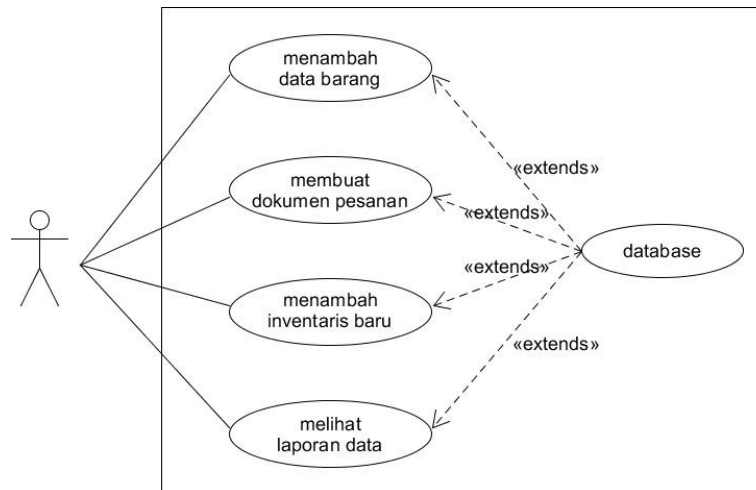 menambah
data barang
«extends»
membuat
dokumen pesanan
«extends»
database
«extends»
menambah
inventaris baru
«extends»
melihat
laporan data